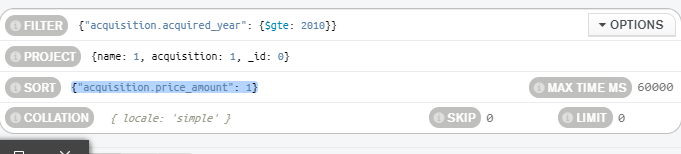 FILTER {"acquisition.acquired_year": {$gte: 2010}} OPTIONS
PROJECT {name: 1, acquisition: 1, _id: 0}
SORT {"acquisition.price_amount": 1} MAX TIME MS 60000
COLLATION { locale: 'simple' } SKIP 0 LIMIT 0